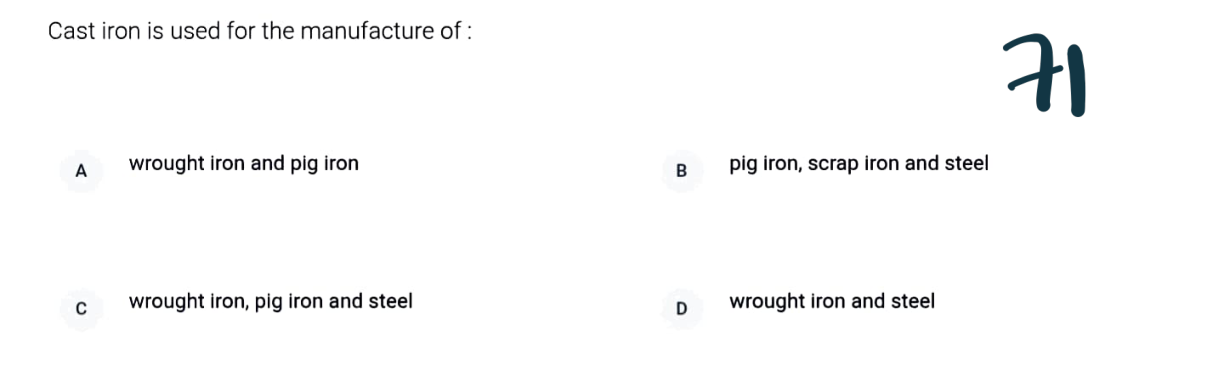 Cast iron is used for the manufacture of :
71
A wrought iron and pig iron
B pig iron, scrap iron and steel
C wrought iron, pig iron and steel
D wrought iron and steel